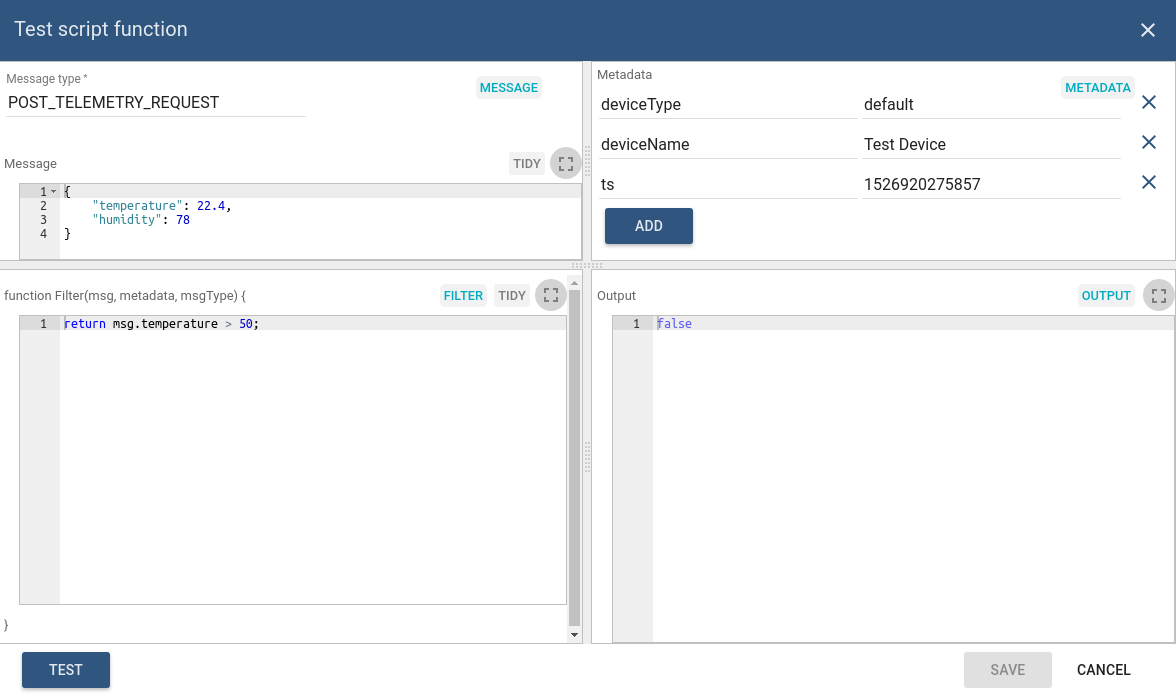 Test script function
Message type *
MESSAGE
POST_TELEMETRY_REQUEST
Message
TIDY
1 {
2 "temperature": 22.4,
3 "humidity": 78
4 }
Metadata
METADATA
deviceType default
deviceName Test Device
ts 1526920275857
ADD
function Filter(msg, metadata, msgType) {
FILTER TIDY
1 return msg.temperature > 50;
}
Output
OUTPUT
1 false
TEST
SAVE CANCEL